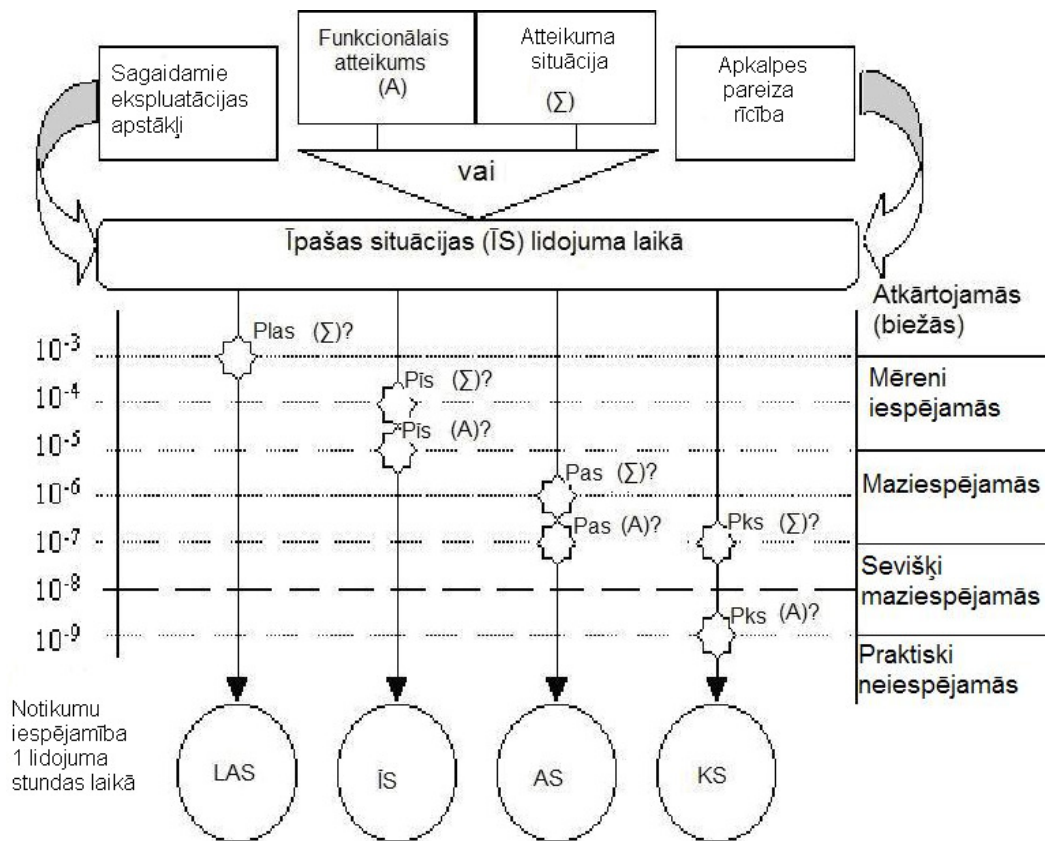 Sagaidamie
ekspluatācijas
apstākļi
Funkcionālais
atteikums
(A)
Atteikuma
situācija
(∑)
Apkalpes
pareiza
rīcība
vai
Īpašas situācijas (ĪS) lidojuma laikā
Atkārtojamās
(biežās)
10⁻³
Plas (∑)?
Mēreni
iespējamās
10⁻⁴
Pīs (∑)?
10⁻⁵
Pīs (A)?
Maziespējamās
10⁻⁶
Pas (∑)?
10⁻⁷
Pas (A)?
Pks (∑)?
Sevišķi
maziespējamās
10⁻⁸
10⁻⁹
Pks (A)?
Praktiski
neiespējamās
Notikumu
iespējamība
1 lidojuma
stundas laikā
LAS
ĪS
AS
KS